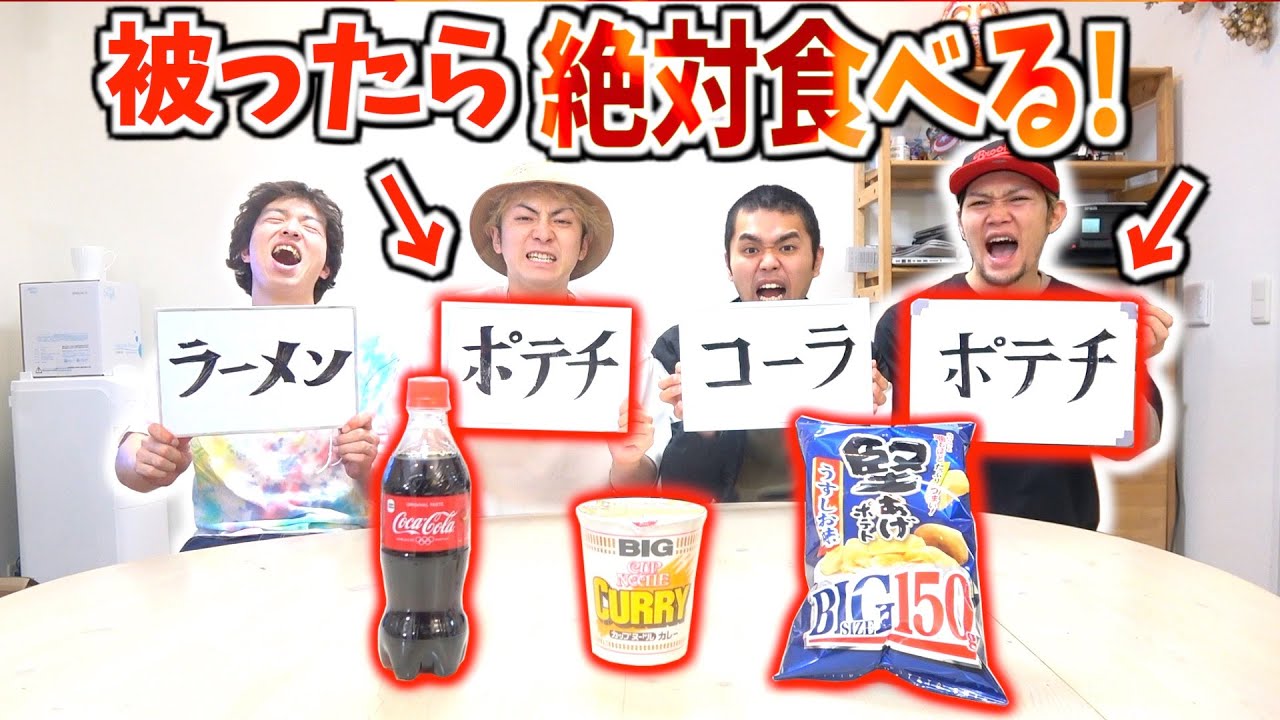 被ったら絶対食べる!
ラーメン
ポテチ
コーラ
ポテチ
Coca-Cola
BIG
CUP
NOODLE
CURRY
カップヌードル カレー
堅あげ
ポテト
うすしお味
BIG
SIZE
150g